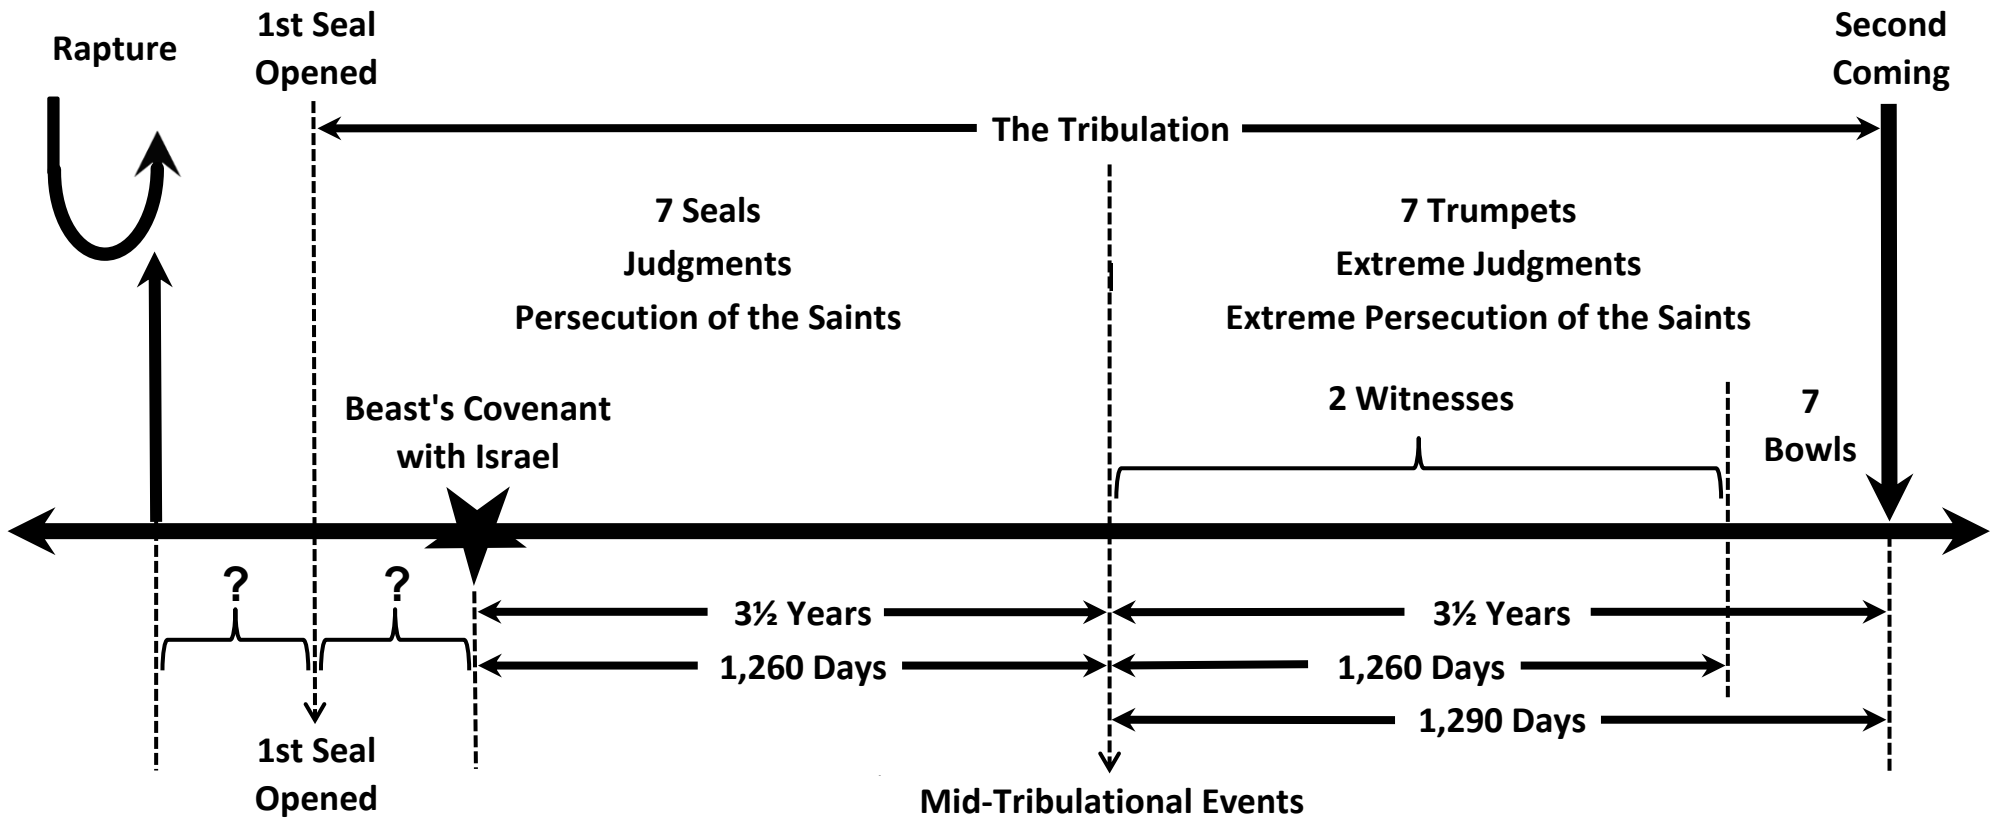 Rapture
1st Seal
Opened
Second
Coming
The Tribulation
7 Seals
Judgments
Persecution of the Saints
7 Trumpets
Extreme Judgments
Extreme Persecution of the Saints
Beast's Covenant
with Israel
2 Witnesses
7
Bowls
?
?
3½ Years
3½ Years
1,260 Days
1,260 Days
1,290 Days
1st Seal
Opened
Mid-Tribulational Events